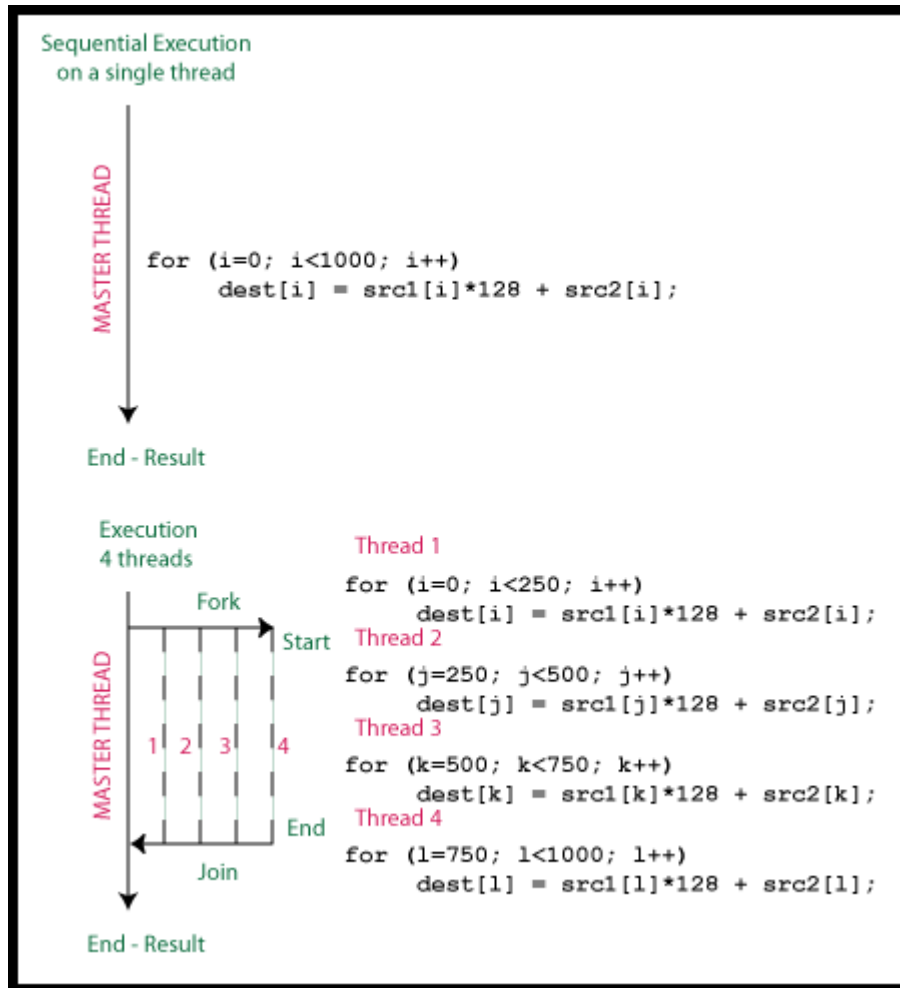 Sequential Execution
on a single thread
MASTER THREAD
for (i=0; i<1000; i++)
dest[i] = src1[i]*128 + src2[i];
End - Result
Execution
4 threads
Fork
Start
MASTER THREAD
1 2 3 4
End
Join
End - Result
Thread 1
for (i=0; i<250; i++)
dest[i] = src1[i]*128 + src2[i];
Thread 2
for (j=250; j<500; j++)
dest[j] = src1[j]*128 + src2[j];
Thread 3
for (k=500; k<750; k++)
dest[k] = src1[k]*128 + src2[k];
Thread 4
for (l=750; l<1000; l++)
dest[l] = src1[l]*128 + src2[l];